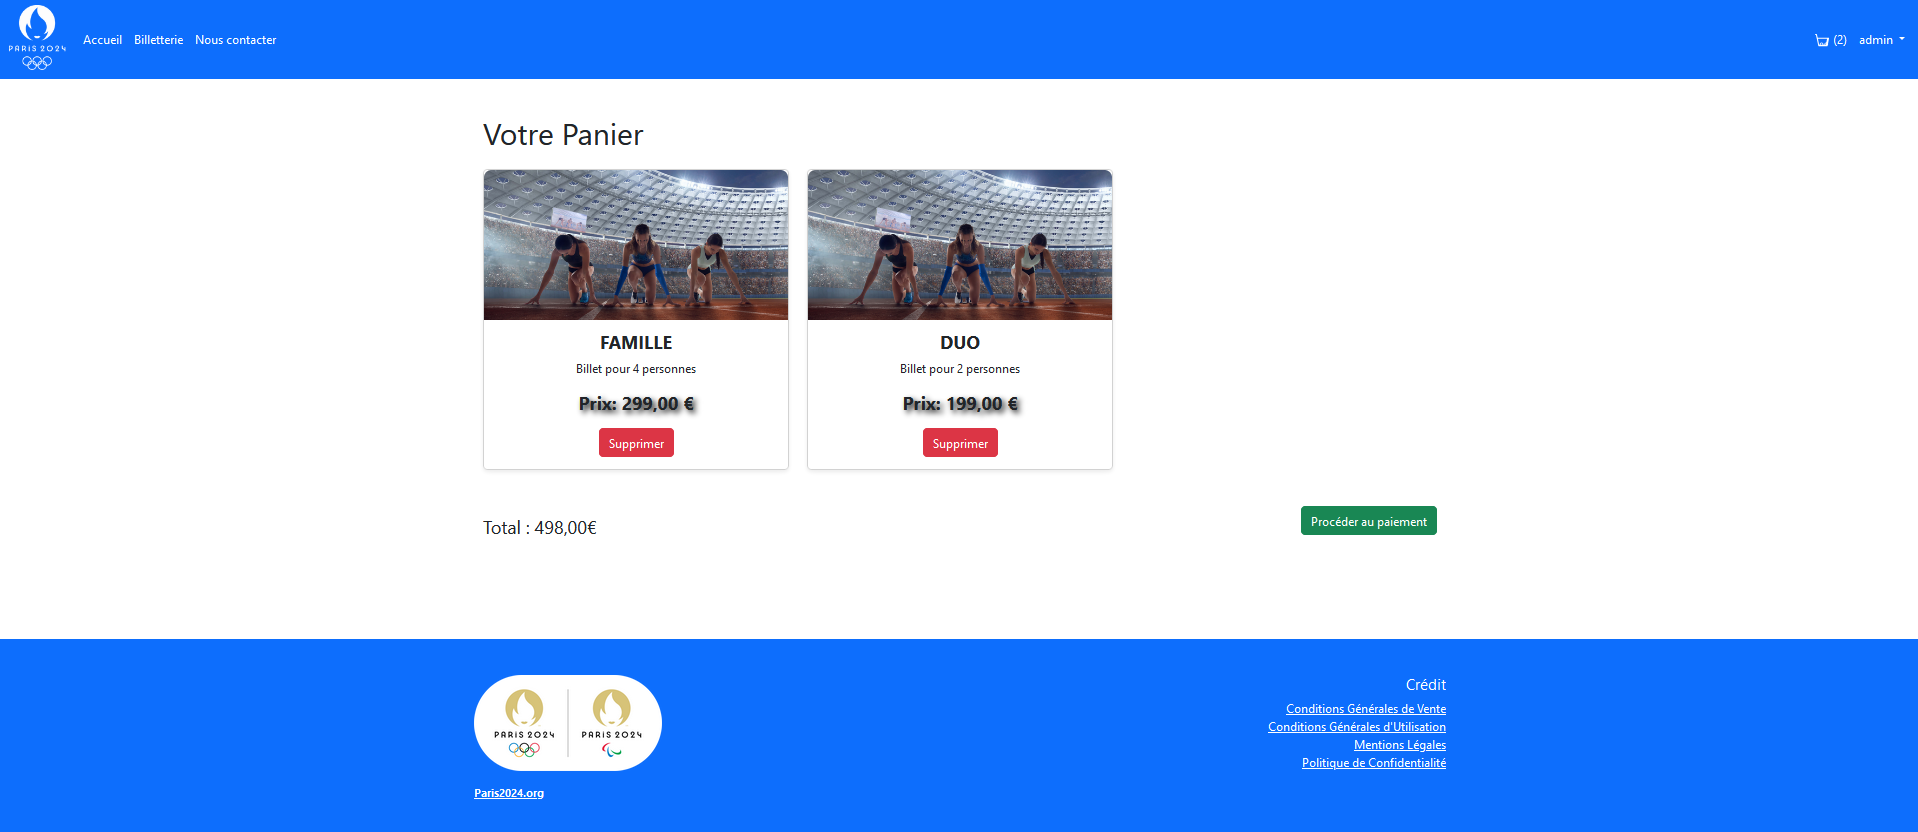 PARIS 2024
Accueil
Billetterie
Nous contacter
(2)
admin
Votre Panier
FAMILLE
Billet pour 4 personnes
Prix: 299,00 €
Supprimer
DUO
Billet pour 2 personnes
Prix: 199,00 €
Supprimer
Total : 498,00€
Procéder au paiement
PARIS 2024
PARIS 2024
Paris2024.org
Crédit
Conditions Générales de Vente
Conditions Générales d'Utilisation
Mentions Légales
Politique de Confidentialité